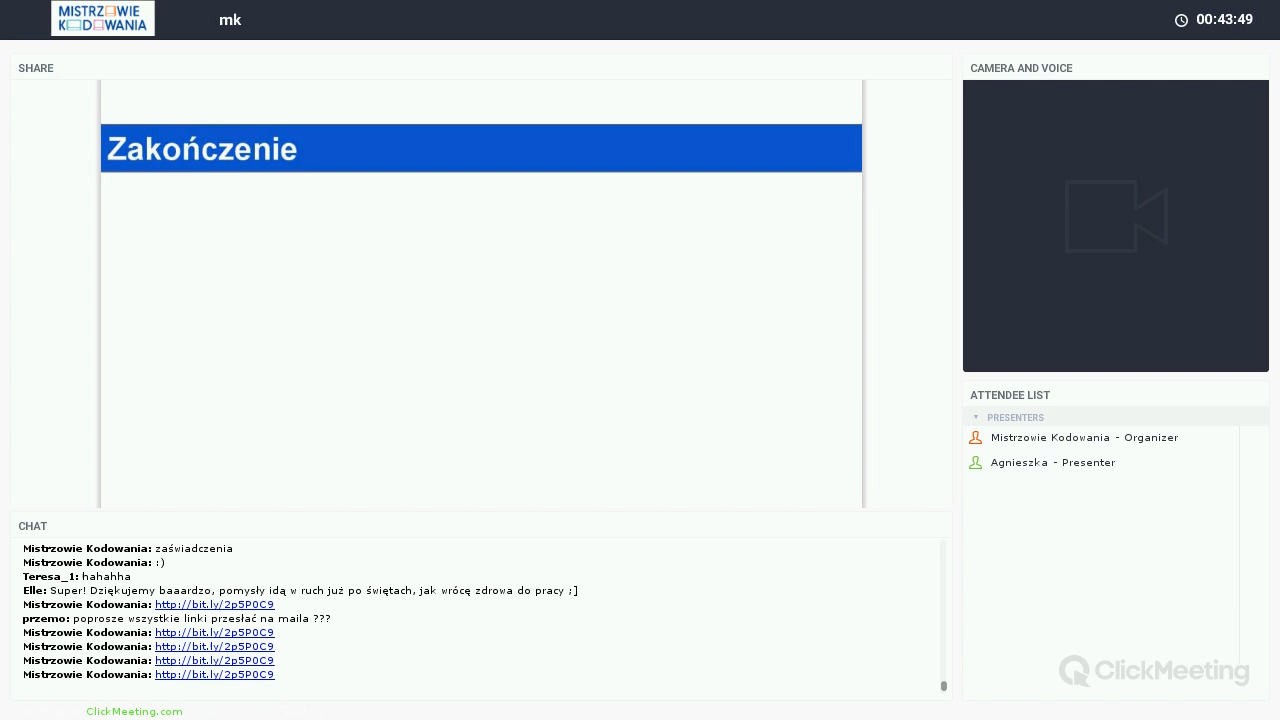 MISTRZOWIE
KODOWANIA
mk
00:43:49
SHARE
Zakończenie
CAMERA AND VOICE
ATTENDEE LIST
PRESENTERS
Mistrzowie Kodowania - Organizer
Agnieszka - Presenter
CHAT
Mistrzowie Kodowania: zaświadczenia
Mistrzowie Kodowania: :)
Teresa_1: hahahha
Elle: Super! Dziękujemy baaardzo, pomysły idą w ruch już po świętach, jak wrócę zdrowa do pracy ;]
Mistrzowie Kodowania: http://bit.ly/2p5P0C9
przemo: poprosze wszystkie linki przesłać na maila ???
Mistrzowie Kodowania: http://bit.ly/2p5P0C9
Mistrzowie Kodowania: http://bit.ly/2p5P0C9
Mistrzowie Kodowania: http://bit.ly/2p5P0C9
Mistrzowie Kodowania: http://bit.ly/2p5P0C9
ClickMeeting
ClickMeeting.com